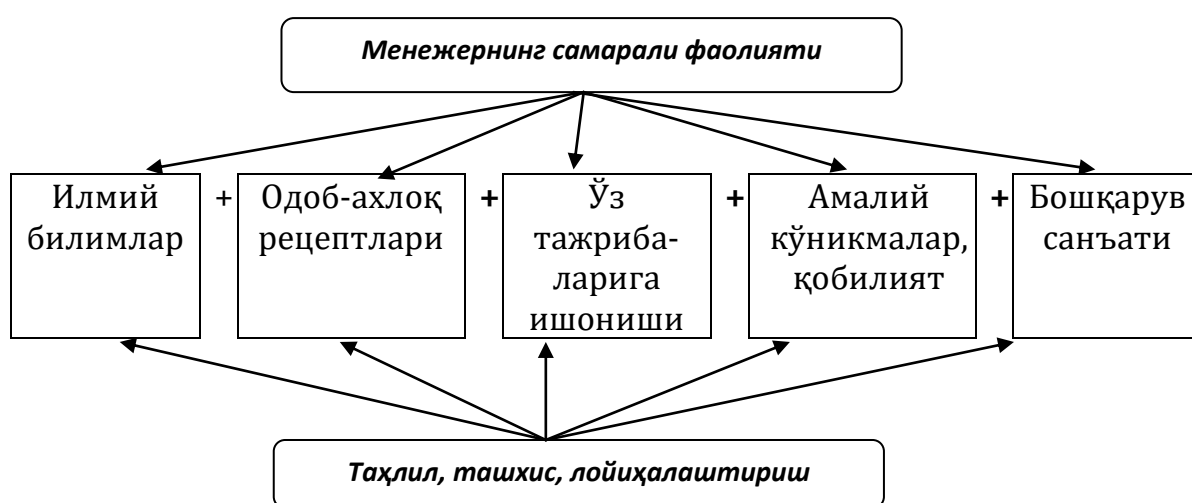 Менежернинг самарали фаолияти
Илмий
билимлар
+
Одоб-ахлоқ
рецептлари
+
Ўз
тажриба-
ларига
ишониши
+
Амалий
кўникмалар,
қобилият
+
Бошқарув
санъати
Таҳлил, ташхис, лойиҳалаштириш